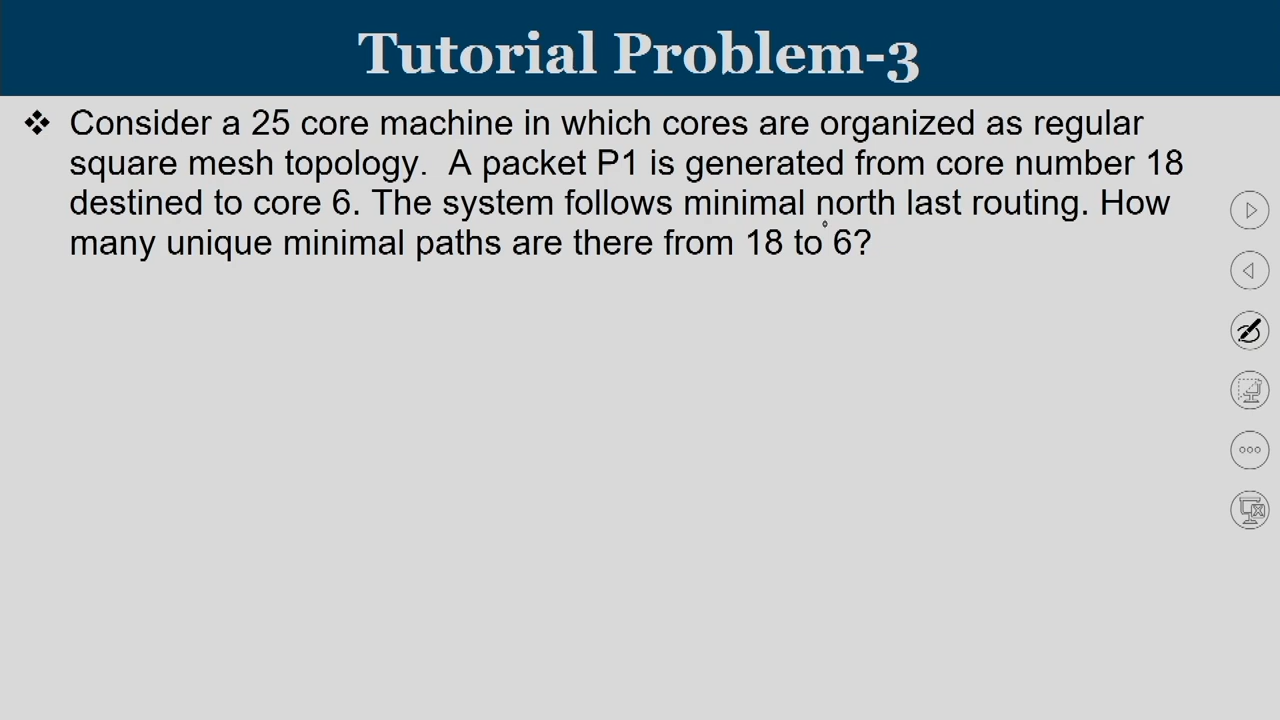 Tutorial Problem-3
❖ Consider a 25 core machine in which cores are organized as regular
square mesh topology. A packet P1 is generated from core number 18
destined to core 6. The system follows minimal north last routing. How
many unique minimal paths are there from 18 to 6?